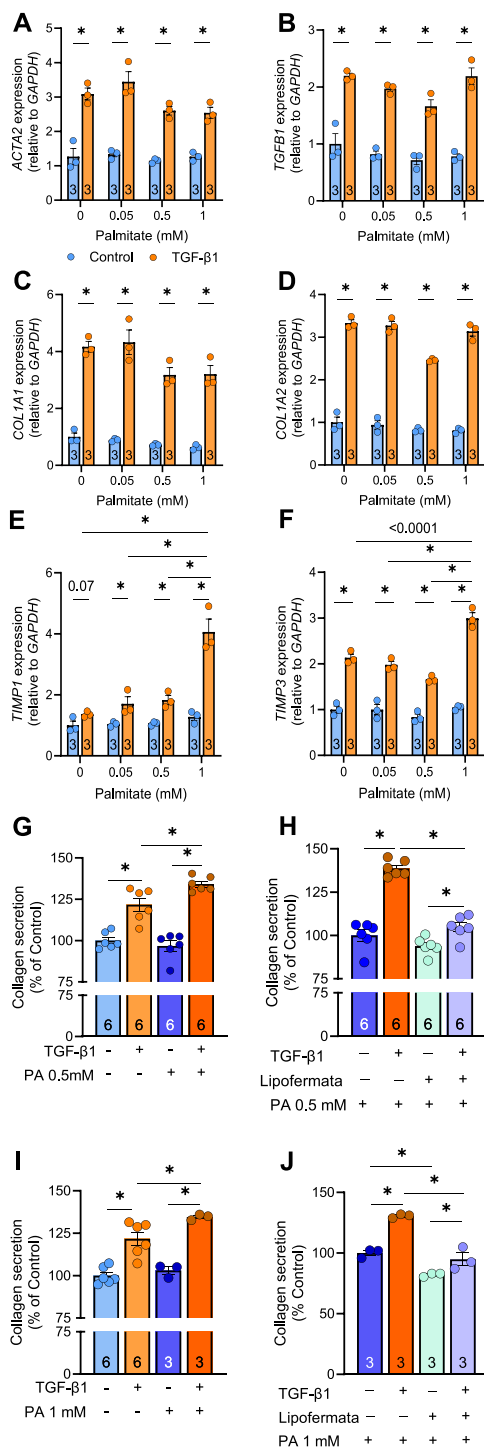 A
ACTA2 expression
(relative to GAPDH)
5
4
3
2
1
0
* * * *
3 3 3 3 3 3 3 3
0 0.05 0.5 1
Palmitate (mM)
B
TGFB1 expression
(relative to GAPDH)
3
2
1
0
* * * *
3 3 3 3 3 3 3 3
0 0.05 0.5 1
Palmitate (mM)
Control TGF-β1
C
COL1A1 expression
(relative to GAPDH)
6
4
2
0
* * * *
3 3 3 3 3 3 3 3
0 0.05 0.5 1
Palmitate (mM)
D
COL1A2 expression
(relative to GAPDH)
4
3
2
1
0
* * * *
3 3 3 3 3 3 3 3
0 0.05 0.5 1
Palmitate (mM)
E
TIMP1 expression
(relative to GAPDH)
6
4
2
0
*
*
*
0.07 * * *
3 3 3 3 3 3 3 3
0 0.05 0.5 1
Palmitate (mM)
F
TIMP3 expression
(relative to GAPDH)
4
3
2
1
0
<0.0001
*
*
* * * *
3 3 3 3 3 3 3 3
0 0.05 0.5 1
Palmitate (mM)
G
Collagen secretion
(% of Control)
150
125
100
75
75
0
*
* *
6 6 6 6
TGF-β1 - + - +
PA 0.5mM - - + +
H
Collagen secretion
(% of Control)
150
125
100
75
75
0
* *
*
6 6 6 6
TGF-β1 − + − +
Lipofermata − − + +
PA 0.5 mM + + + +
I
Collagen secretion
(% of Control)
150
125
100
75
75
0
*
* *
6 6 3 3
TGF-β1 - + - +
PA 1 mM - - + +
J
Collagen secretion
(% of Control)
150
100
50
0
*
* *
*
3 3 3 3
TGF-β1 − + − +
Lipofermata − − + +
PA 1 mM + + + +